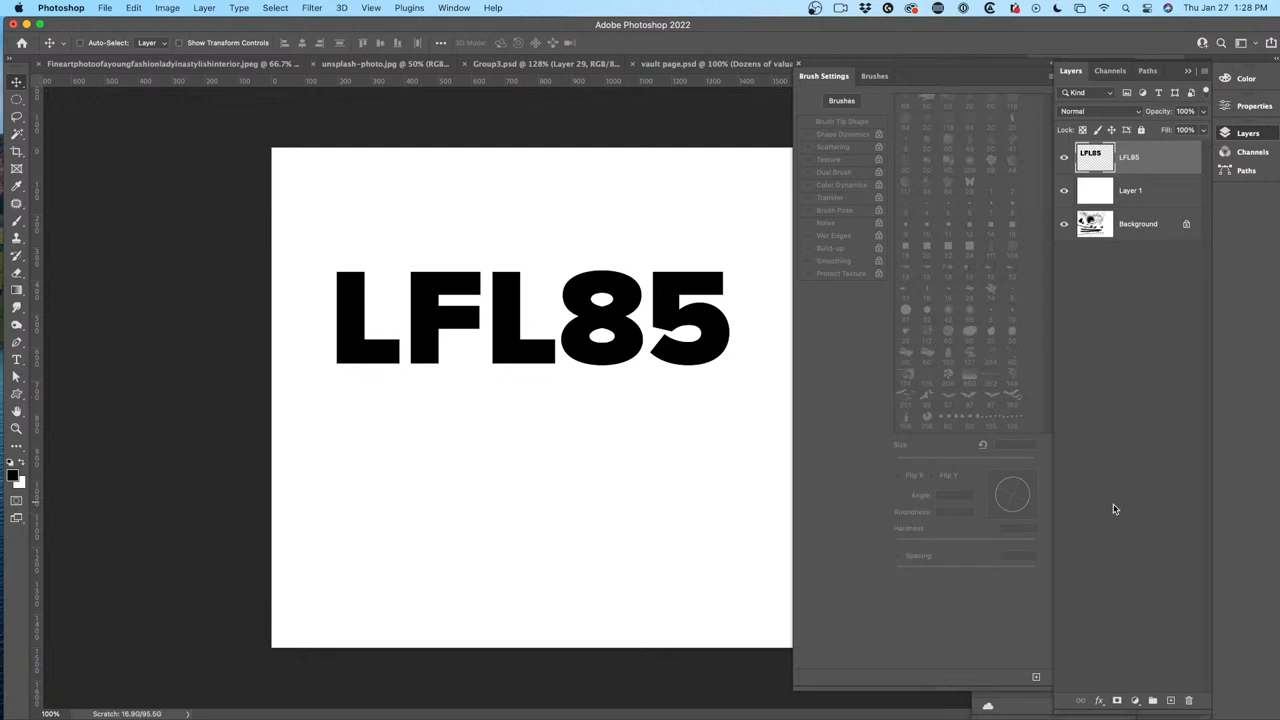 Photoshop File Edit Image Layer Type Select Filter 3D View Plugins Window Help Thu Jan 27 1:28 PM
Adobe Photoshop 2022
Auto-Select: Layer Show Transform Controls 3D Mode:
Fineartphotofayoungfashionladyinastylishinterior.jpeg @ 66.7% ... unsplash-photo.jpg @ 50% (RGB... Group3.psd @ 128% (Layer 29, RGB/8... vault page.psd @ 100% (Dozens of valua
Brush Settings Brushes
Brushes
Brush Tip Shape
Shape Dynamics
Scattering
Texture
Dual Brush
Color Dynamics
Transfer
Brush Pose
Noise
Wet Edges
Build-up
Smoothing
Protect Texture
Size
Flip X Flip Y
Angle:
Roundness:
Hardness
Spacing
Layers Channels Paths
Kind
Normal Opacity: 100%
Lock: Fill: 100%
LFL85
Layer 1
Background
Color
Properties
Layers
Channels
Paths
LFL85
100% Scratch: 16.9G/95.5G